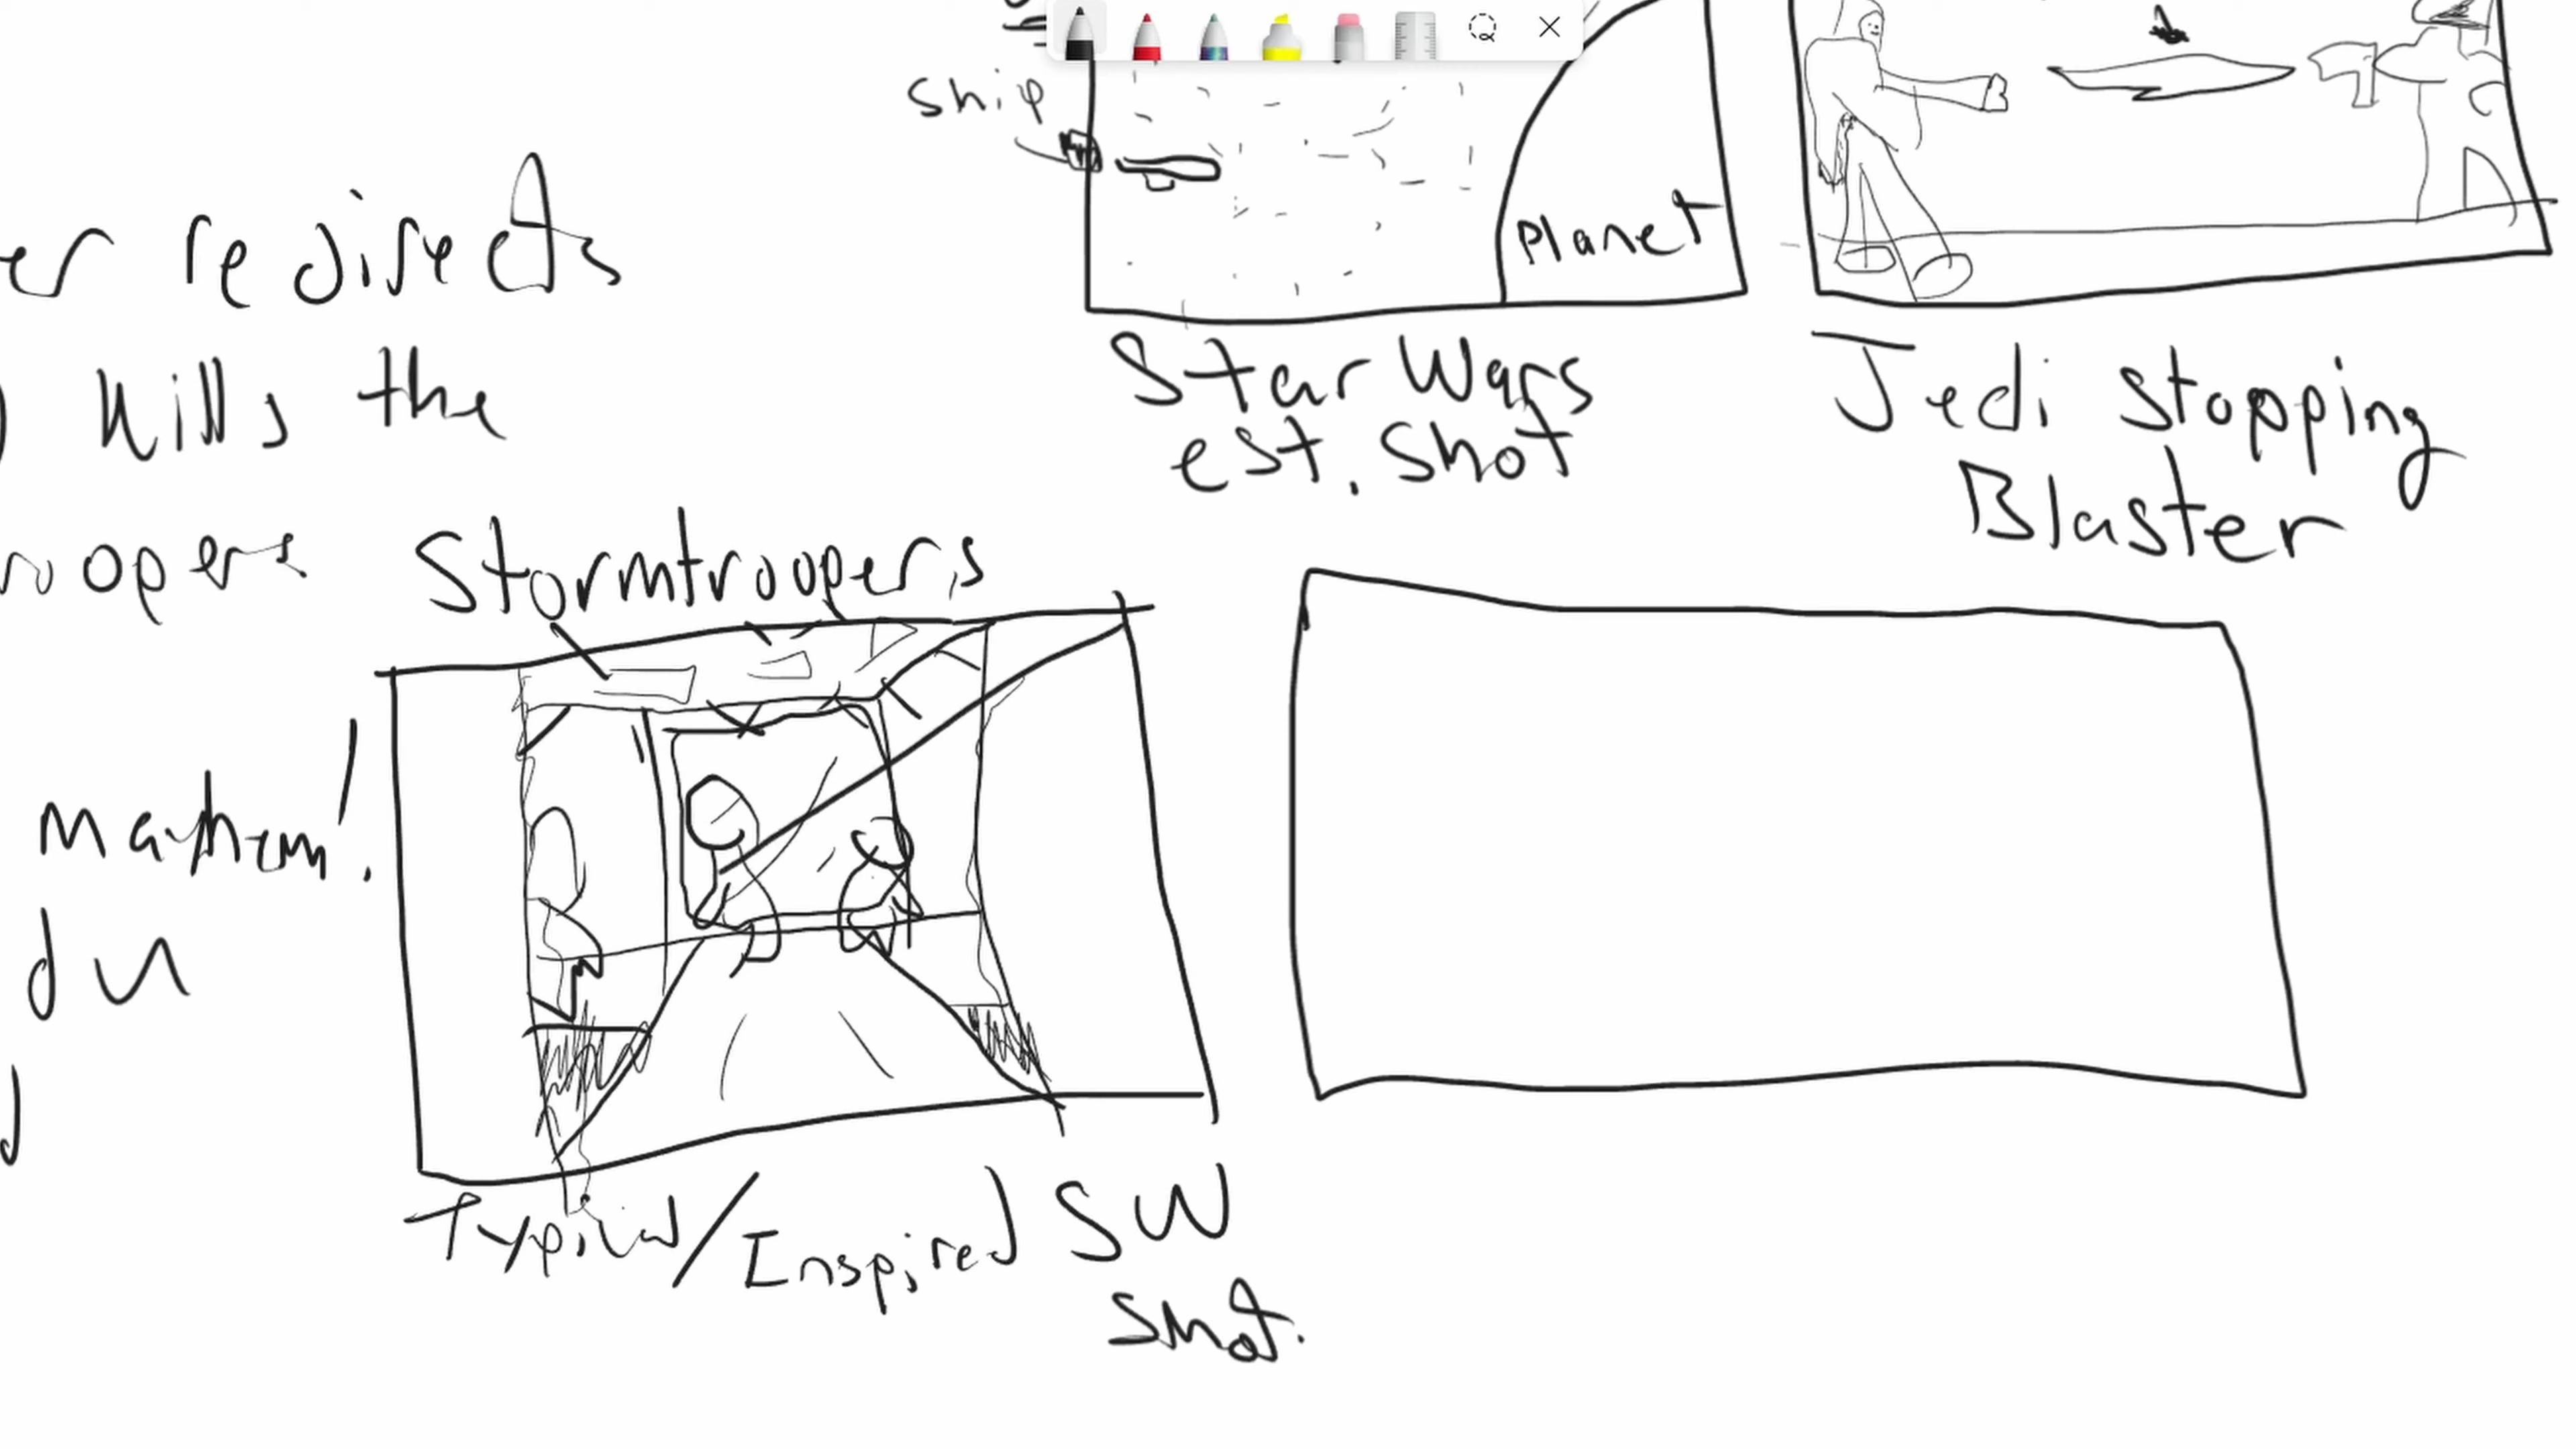 ship
Planet
er redirects
Star Wars
est. shot
Jedi stopping
Blaster
kills the
roopers
Stormtroopers
mayhem!
Typical/Inspired SW
shot.